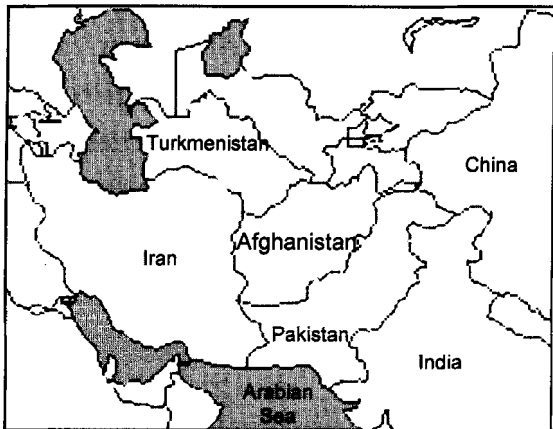 Turkmenistan
China
Afghanistan
Iran
Pakistan
India
Arabian
Sea